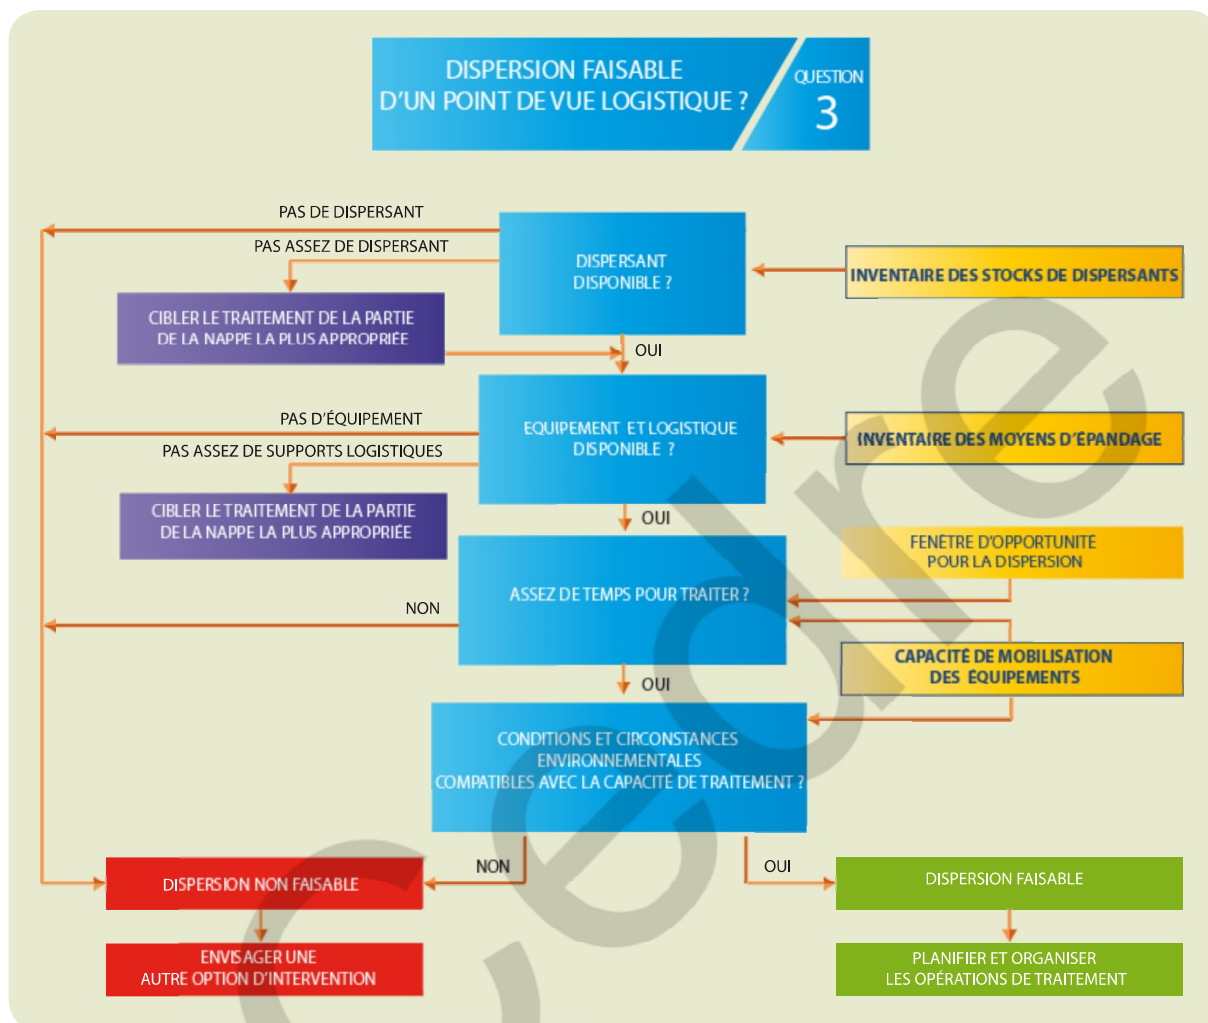 DISPERSION FAISABLE
D'UN POINT DE VUE LOGISTIQUE ?
QUESTION
3
PAS DE DISPERSANT
PAS ASSEZ DE DISPERSANT
DISPERSANT
DISPONIBLE ?
INVENTAIRE DES STOCKS DE DISPERSANTS
CIBLER LE TRAITEMENT DE LA PARTIE
DE LA NAPPE LA PLUS APPROPRIÉE
OUI
PAS D'ÉQUIPEMENT
PAS ASSEZ DE SUPPORTS LOGISTIQUES
EQUIPEMENT ET LOGISTIQUE
DISPONIBLE ?
INVENTAIRE DES MOYENS D'ÉPANDAGE
CIBLER LE TRAITEMENT DE LA PARTIE
DE LA NAPPE LA PLUS APPROPRIÉE
OUI
FENÊTRE D'OPPORTUNITÉ
POUR LA DISPERSION
ASSEZ DE TEMPS POUR TRAITER ?
NON
CAPACITÉ DE MOBILISATION
DES ÉQUIPEMENTS
OUI
CONDITIONS ET CIRCONSTANCES
ENVIRONNEMENTALES
COMPATIBLES AVEC LA CAPACITÉ DE TRAITEMENT ?
NON
OUI
DISPERSION NON FAISABLE
DISPERSION FAISABLE
ENVISAGER UNE
AUTRE OPTION D'INTERVENTION
PLANIFIER ET ORGANISER
LES OPÉRATIONS DE TRAITEMENT
Cedre